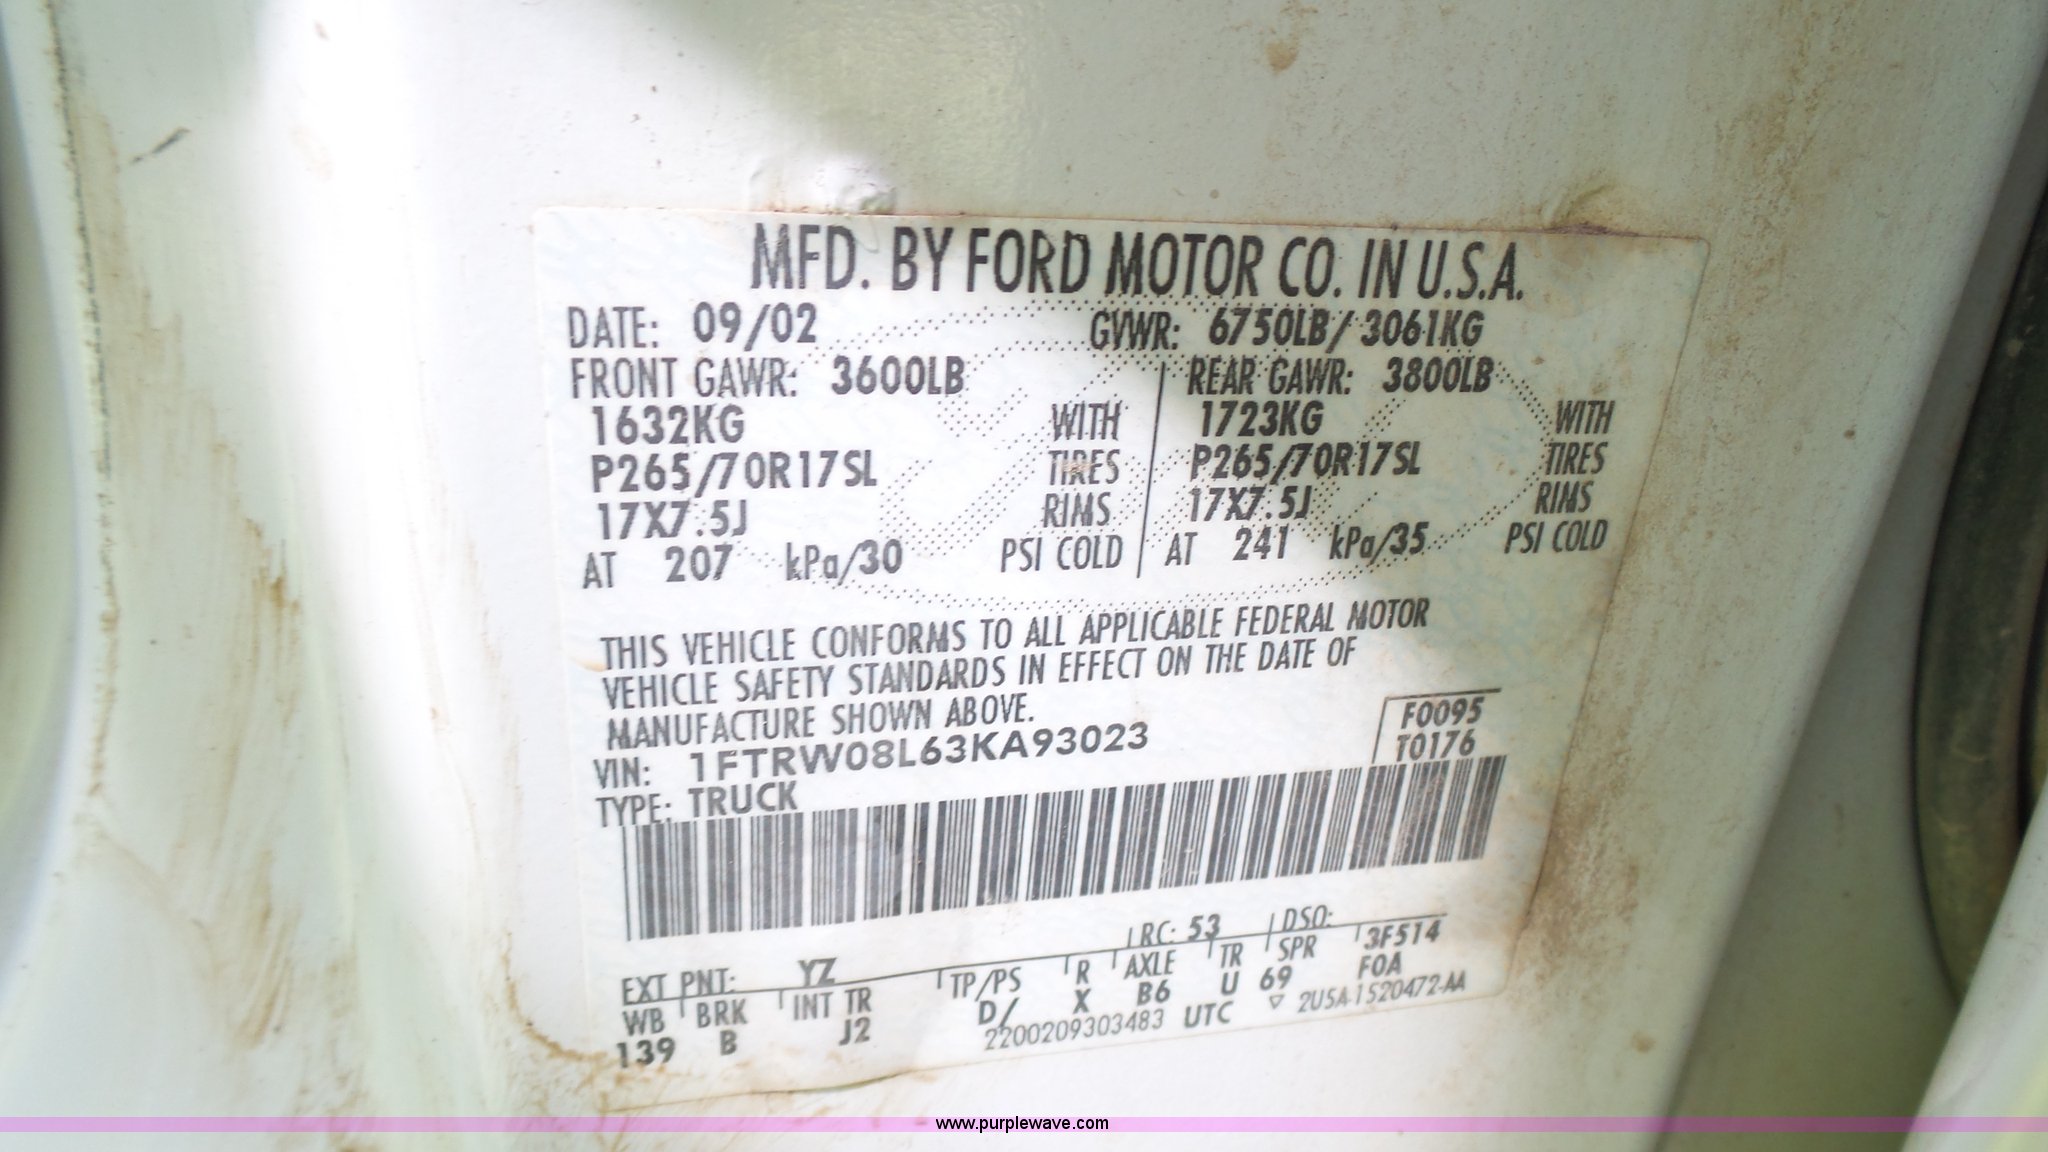 MFD. BY FORD MOTOR CO. IN U.S.A.
DATE: 09/02 GVWR: 6750LB/ 3061KG
FRONT GAWR: 3600LB REAR GAWR: 3800LB
1632KG WITH 1723KG WITH
P265/70R17SL TIRES P265/70R17SL TIRES
17X7.5J RIMS 17X7.5J RIMS
AT 207 kPa/30 PSI COLD AT 241 kPa/35 PSI COLD
THIS VEHICLE CONFORMS TO ALL APPLICABLE FEDERAL MOTOR
VEHICLE SAFETY STANDARDS IN EFFECT ON THE DATE OF
MANUFACTURE SHOWN ABOVE.
F0095
VIN: 1FTRW08L63KA93023
T0176
TYPE: TRUCK
RC: 53 DSO:
EXT PNT: YZ 3F514
WB BRK INT TR TP/PS R AXLE TR SPR F0A
139 B J2 D/ X B6 U 69
2200209303483 UTC ▽ 2U5A-1520472-AA
www.purplewave.com